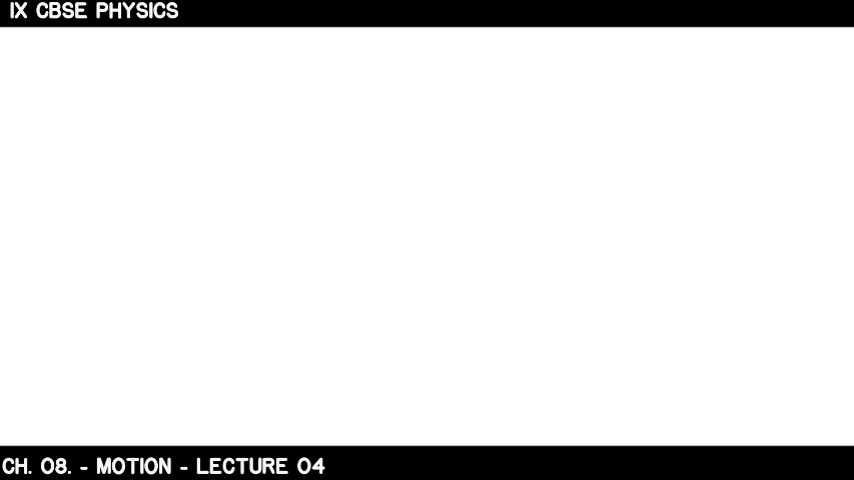 IX CBSE PHYSICS
CH. 08. - MOTION - LECTURE 04